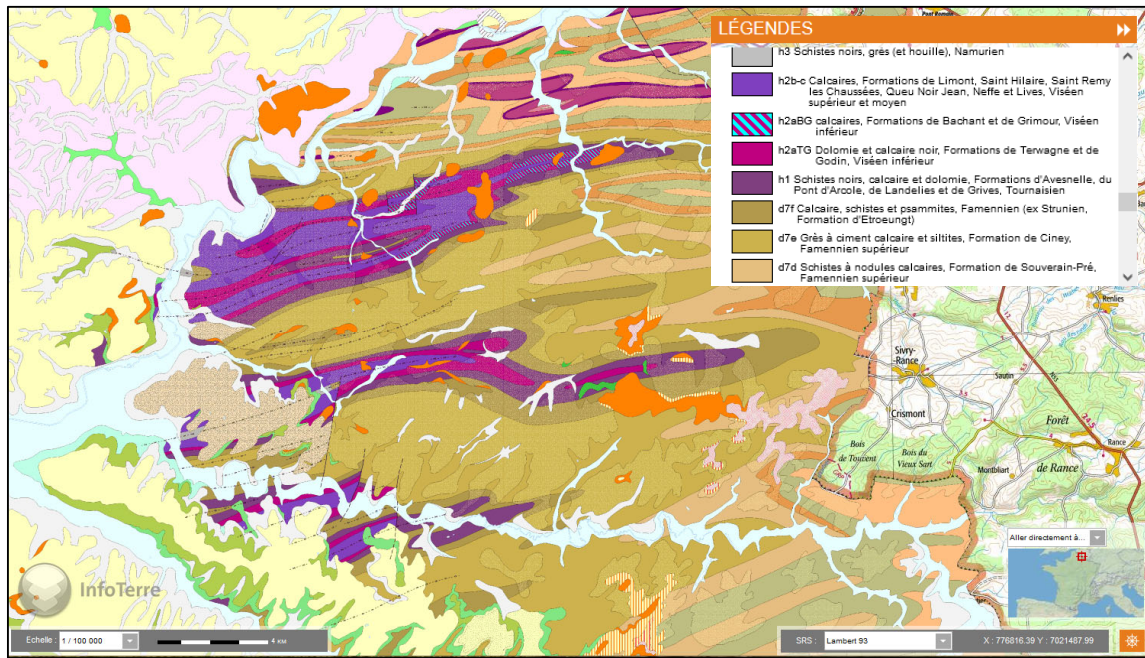 LÉGENDES
h3 Schistes noirs, grès (et houille), Namurien
h2b-c Calcaires, Formations de Limont, Saint Hilaire, Saint Remy
les Chaussées, Queu Noir Jean, Neffe et Lives, Viséen
supérieur et moyen
h2aBG calcaires, Formations de Bachant et de Grimour, Viséen
inférieur
h2aTG Dolomie et calcaire noir, Formations de Terwagne et de
Godin, Viséen inférieur
h1 Schistes noirs, calcaire et dolomie, Formations d'Avesnelle, du
Pont d'Arcole, de Landelies et de Grives, Tournaisien
d7f Calcaire, schistes et psammites, Famennien (ex Strunien,
Formation d'Etroeungt)
d7e Grès à ciment calcaire et siltites, Formation de Ciney,
Famennien supérieur
d7d Schistes à nodules calcaires, Formation de Souverain-Pré,
Famennien supérieur
Renlies
Sivry-
Rance
Sautin
N53
Crismont
Forêt
24.5
Bois
de Touvent
Bois du
Vieux Sart
Montbliart
de Rance
Rance
Aller directement à...
InfoTerre
Echelle : 1 / 100 000
4 KM
SRS : Lambert 93
X : 776816.39 Y : 7021487.99